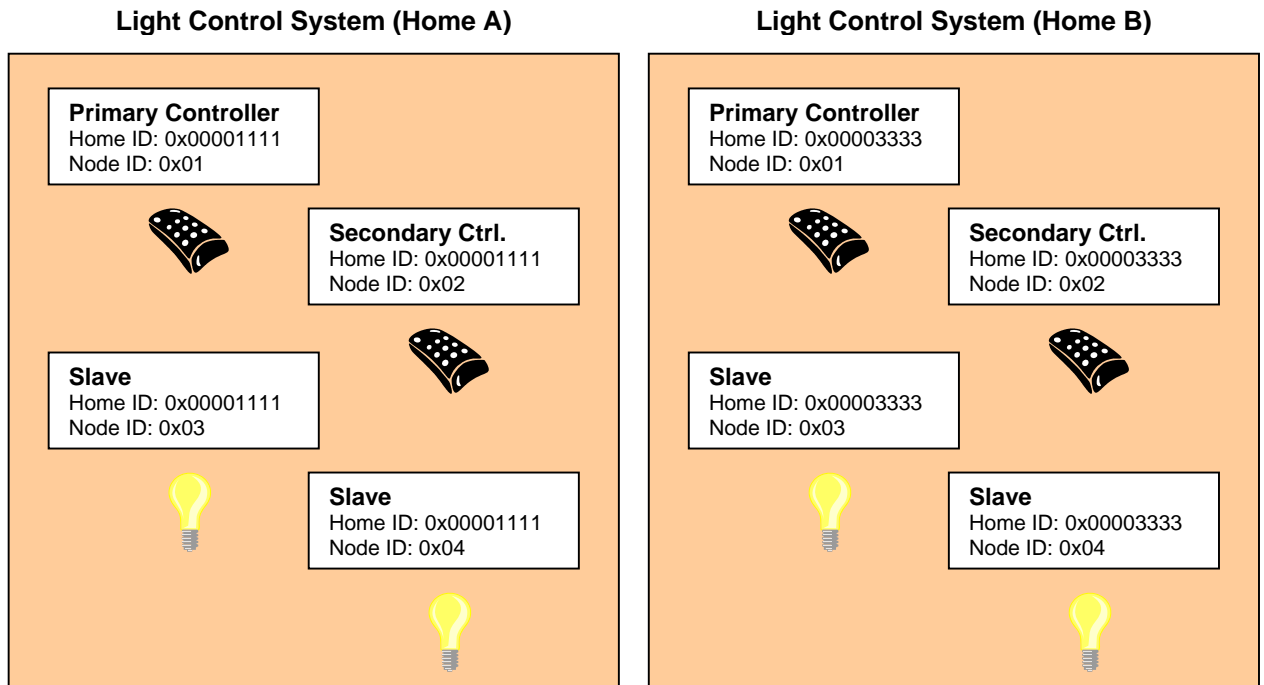 Light Control System (Home A)
Primary Controller
Home ID: 0x00001111
Node ID: 0x01
Secondary Ctrl.
Home ID: 0x00001111
Node ID: 0x02
Slave
Home ID: 0x00001111
Node ID: 0x03
Slave
Home ID: 0x00001111
Node ID: 0x04
Light Control System (Home B)
Primary Controller
Home ID: 0x00003333
Node ID: 0x01
Secondary Ctrl.
Home ID: 0x00003333
Node ID: 0x02
Slave
Home ID: 0x00003333
Node ID: 0x03
Slave
Home ID: 0x00003333
Node ID: 0x04